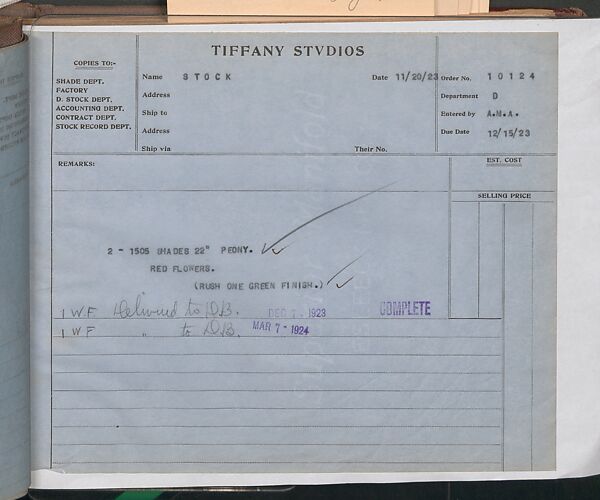 TIFFANY STVDIOS
COPIES TO:-
SHADE DEPT.
FACTORY
D. STOCK DEPT.
ACCOUNTING DEPT.
CONTRACT DEPT.
STOCK RECORD DEPT.
Name STOCK
Date 11/20/23
Order No. 10124
Address
Department D
Ship to
Entered by A.M.A.
Address
Due Date 12/15/23
Ship via
Their No.
REMARKS:
EST. COST
SELLING PRICE
2 - 1505 SHADES 22" PEONY.
RED FLOWERS.
(RUSH ONE GREEN FINISH.)
1 W.F. Delivered to D.B. DEC 7 - 1923 COMPLETE
1 W F " to D.B. MAR 7 - 1924